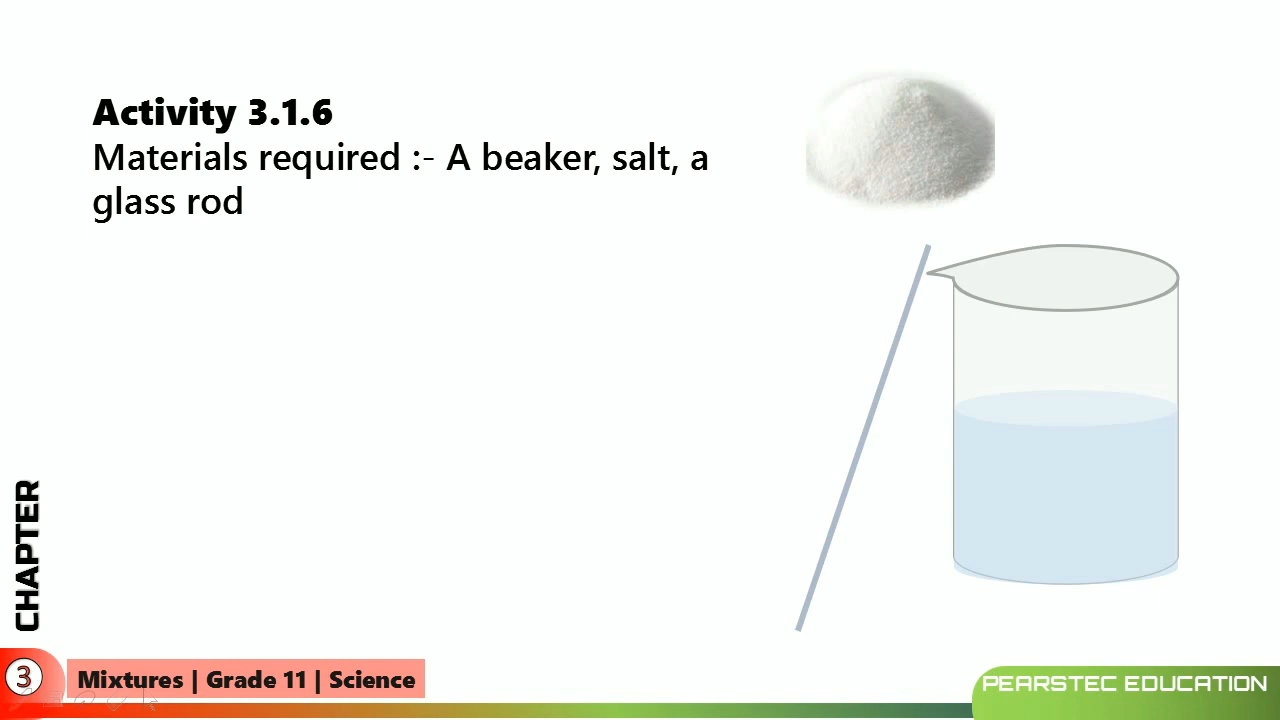 Activity 3.1.6
Materials required :- A beaker, salt, a
glass rod
CHAPTER
3
Mixtures | Grade 11 | Science
PEARSTEC EDUCATION